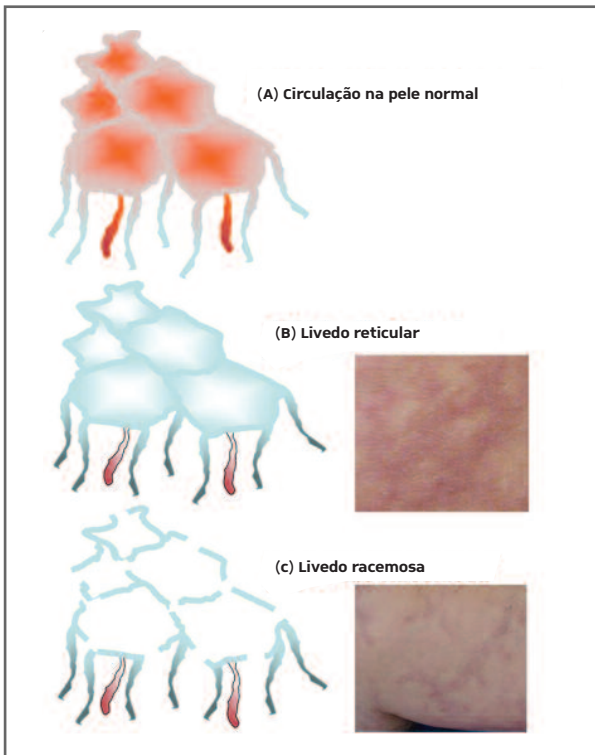 (A) Circulação na pele normal
(B) Livedo reticular
(c) Livedo racemosa